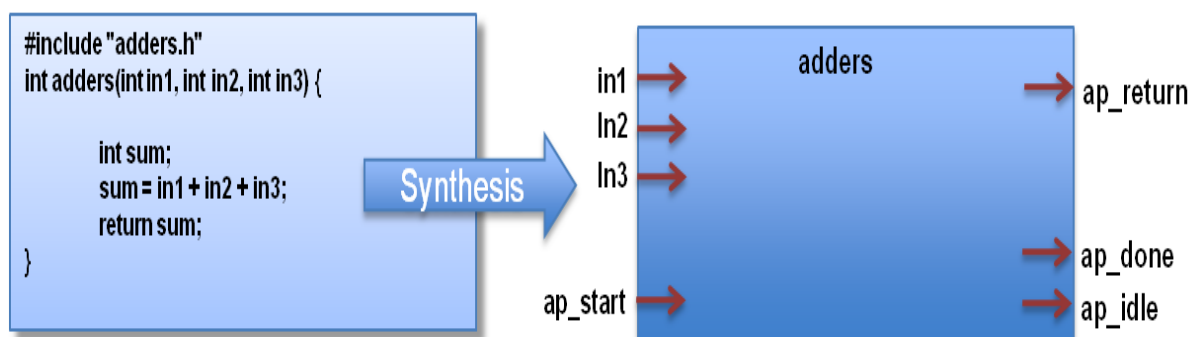 #include "adders.h"
int adders(int in1, int in2, int in3) {
int sum;
sum = in1 + in2 + in3;
return sum;
}
Synthesis
adders
in1
In2
In3
ap_start
ap_return
ap_done
ap_idle